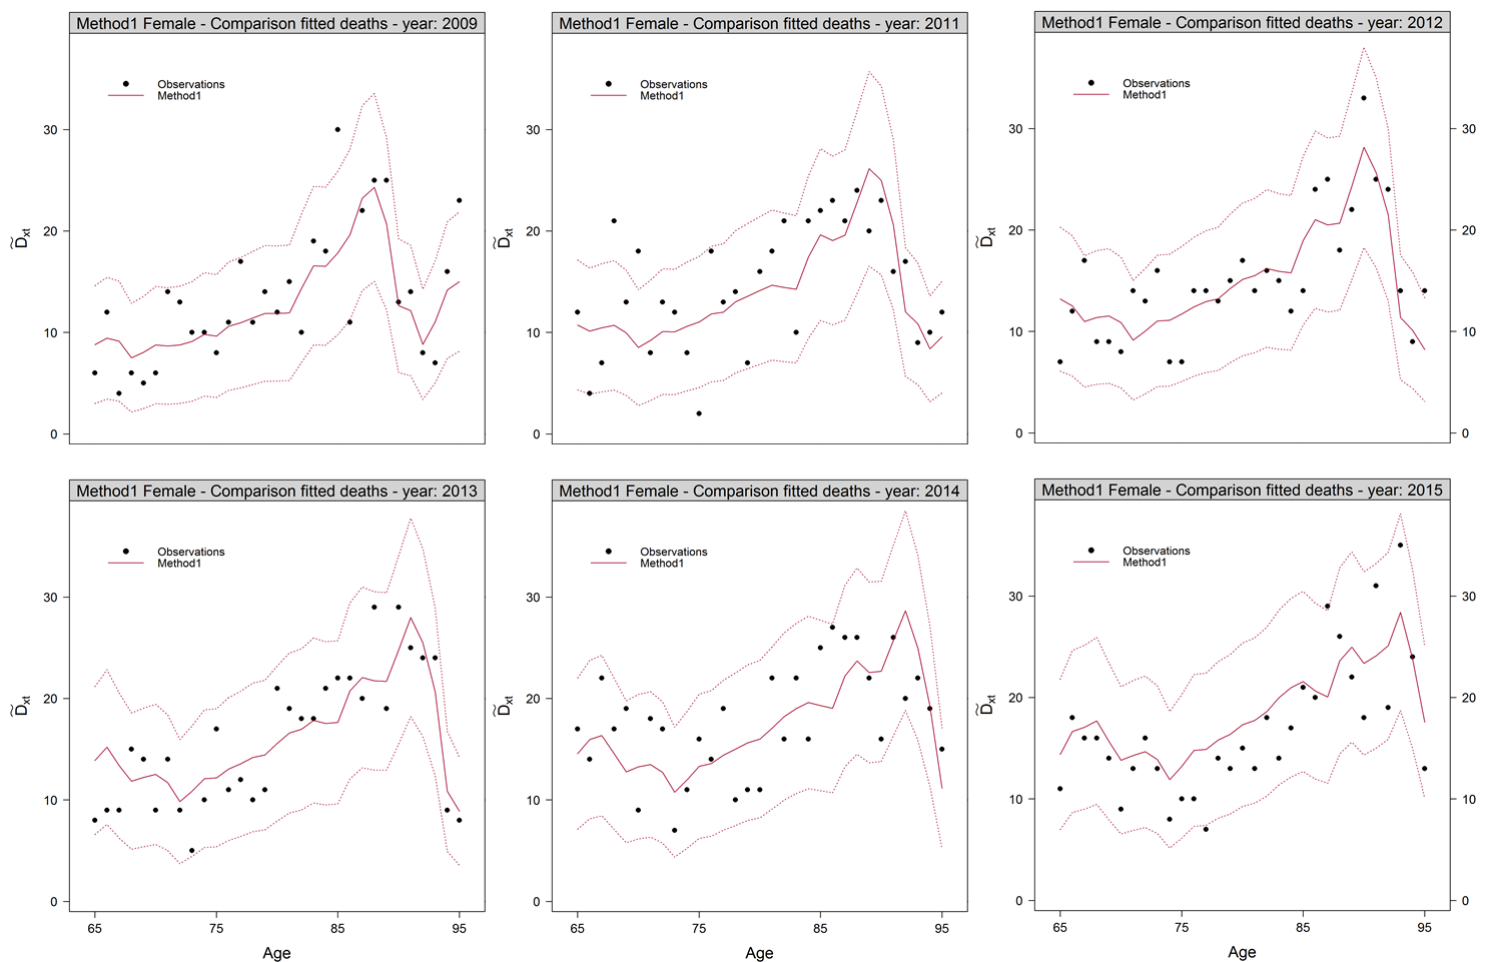 Method1 Female - Comparison fitted deaths - year: 2009
Observations
Method1
30
20
10
0
D̃xt
Method1 Female - Comparison fitted deaths - year: 2011
Observations
Method1
30
20
10
0
D̃xt
Method1 Female - Comparison fitted deaths - year: 2012
Observations
Method1
30
20
10
0
30
20
10
0
D̃xt
Method1 Female - Comparison fitted deaths - year: 2013
Observations
Method1
30
20
10
0
D̃xt
65 75 85 95
Age
Method1 Female - Comparison fitted deaths - year: 2014
Observations
Method1
30
20
10
0
D̃xt
65 75 85 95
Age
Method1 Female - Comparison fitted deaths - year: 2015
Observations
Method1
30
20
10
0
30
20
10
0
D̃xt
65 75 85 95
Age